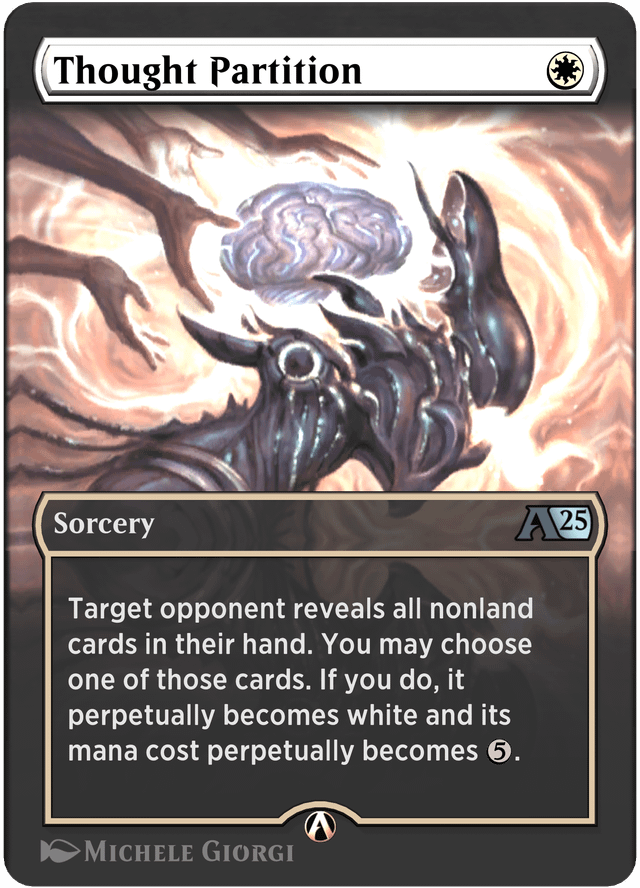 Thought Partition
Sorcery
A25
Target opponent reveals all nonland
cards in their hand. You may choose
one of those cards. If you do, it
perpetually becomes white and its
mana cost perpetually becomes 5.
Michele Giorgi